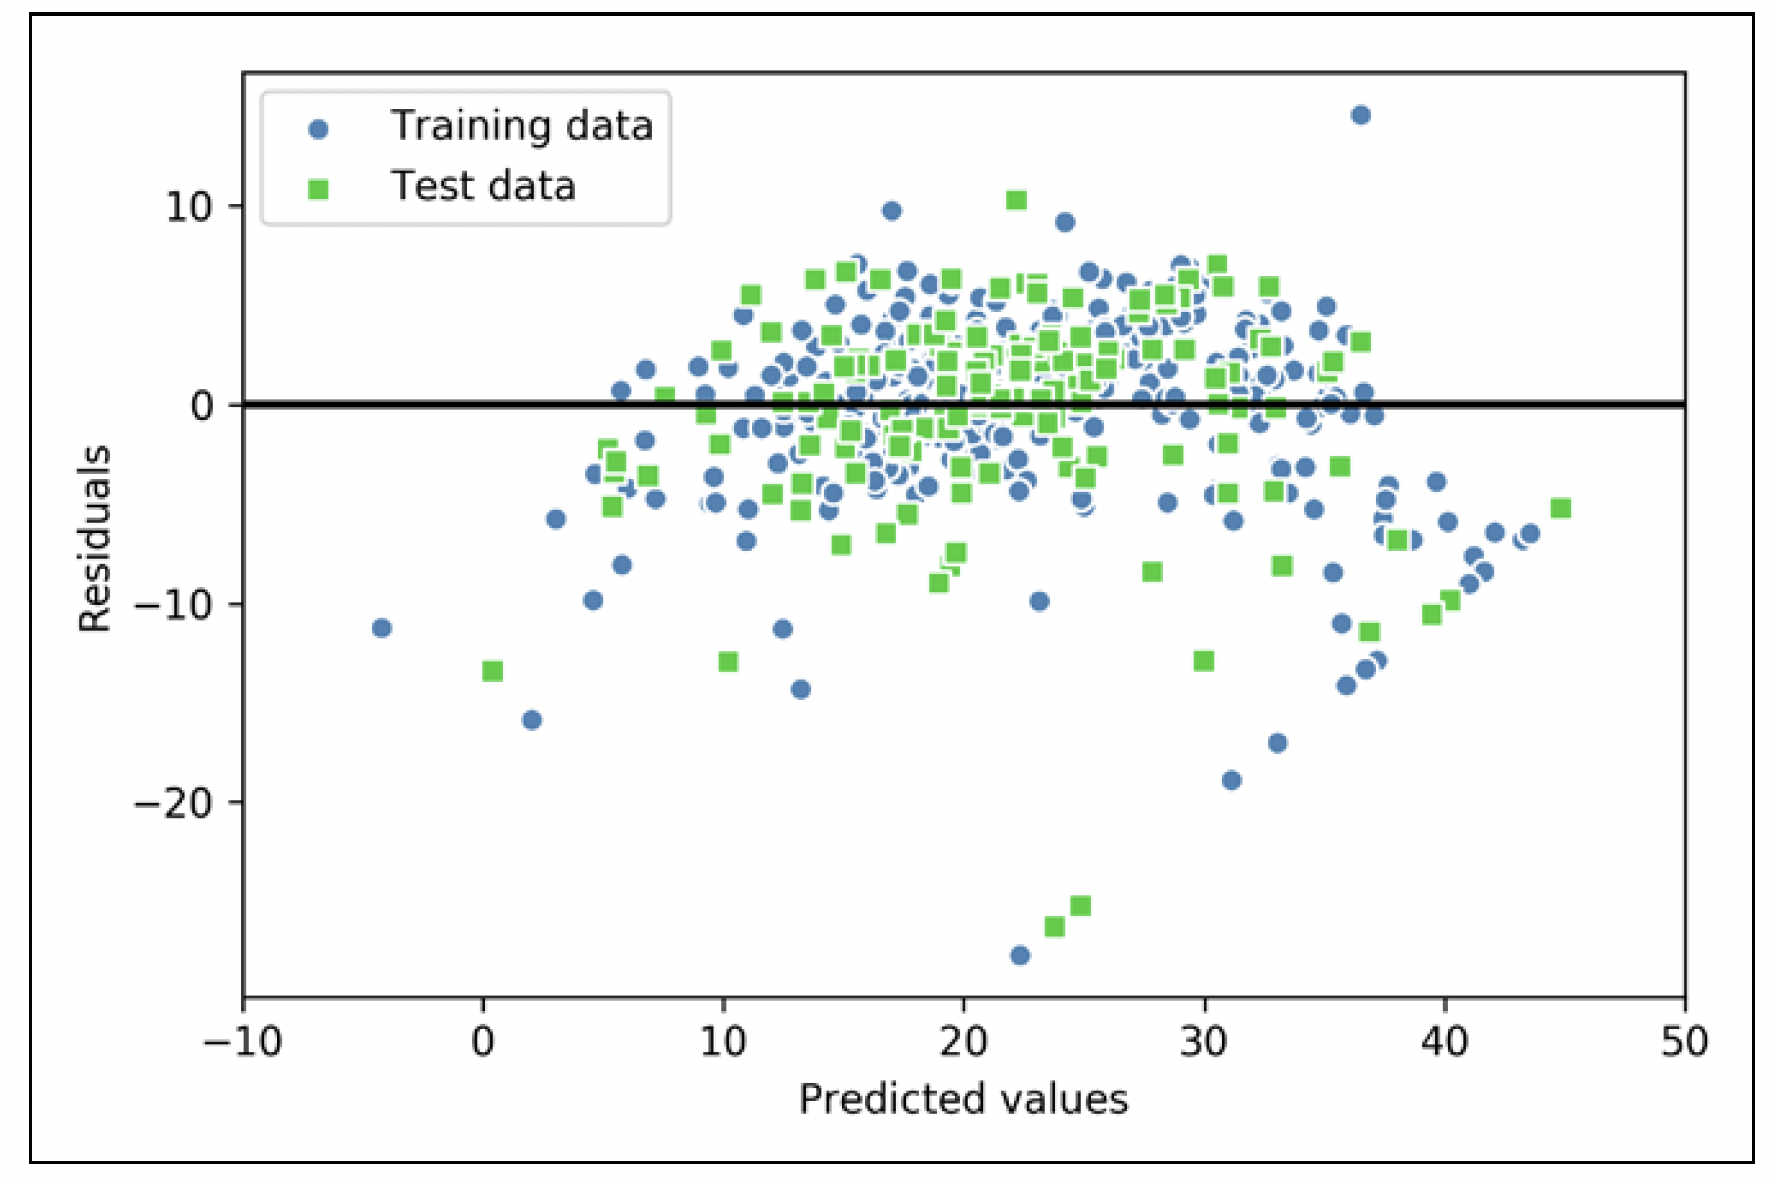 Training data
Test data
10
0
−10
−20
Residuals
−10 0 10 20 30 40 50
Predicted values